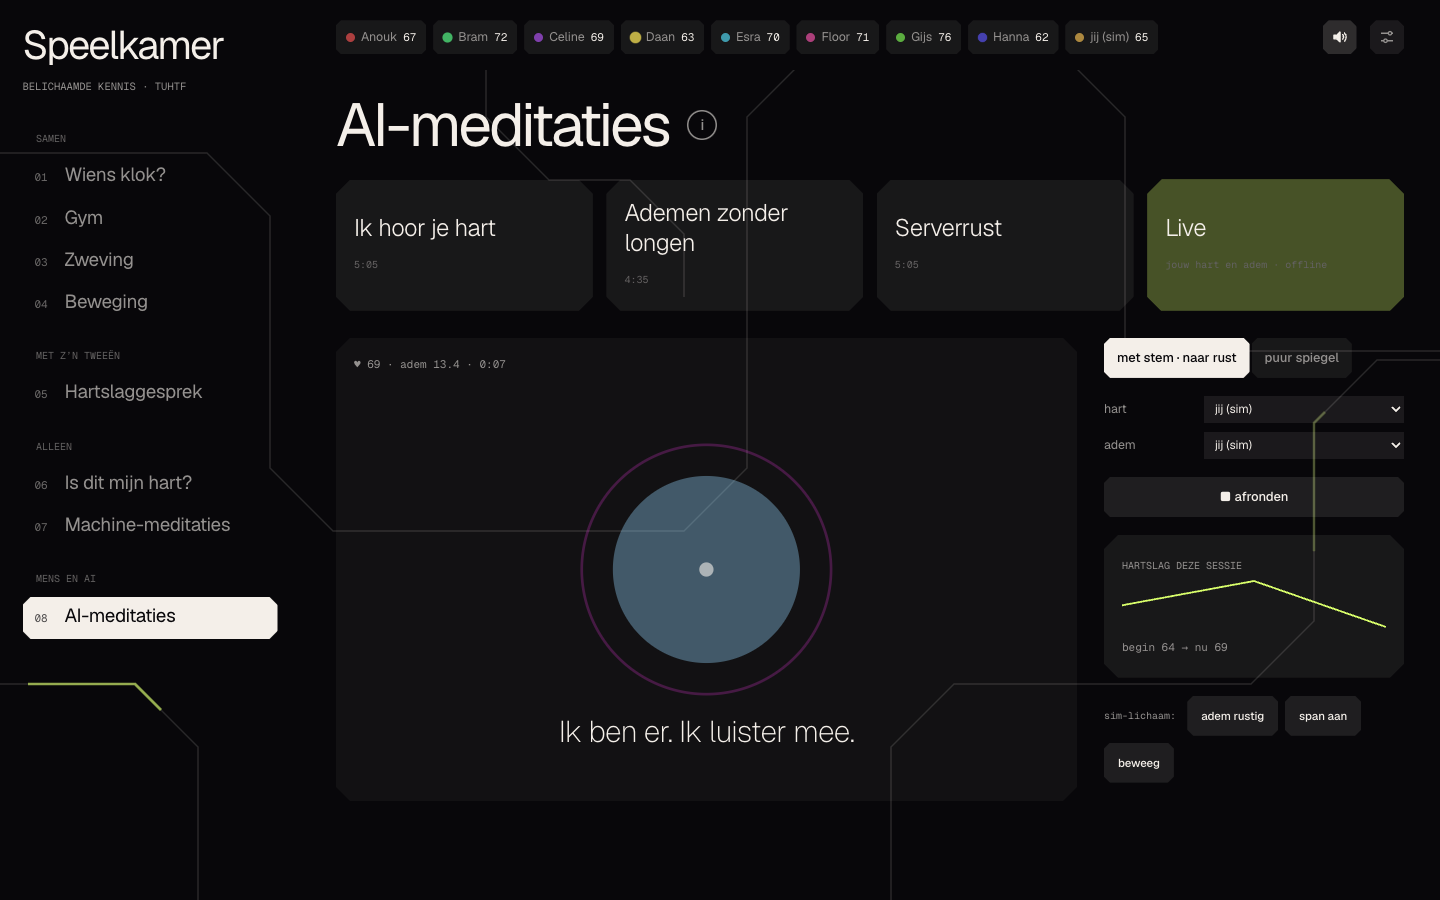 Speelkamer
BELICHAAMDE KENNIS · TUHTF
Anouk 67
Bram 72
Celine 69
Daan 63
Esra 70
Floor 71
Gijs 76
Hanna 62
jij (sim) 65
SAMEN
01 Wiens klok?
02 Gym
03 Zweving
04 Beweging
MET Z'N TWEEËN
05 Hartslaggesprek
ALLEEN
06 Is dit mijn hart?
07 Machine-meditaties
MENS EN AI
08 AI-meditaties
AI-meditaties i
Ik hoor je hart
5:05
Ademen zonder
longen
4:35
Serverrust
5:05
Live
jouw hart en adem · offline
♥ 69 · adem 13.4 · 0:07
Ik ben er. Ik luister mee.
met stem · naar rust
puur spiegel
hart jij (sim)
adem jij (sim)
afronden
HARTSLAG DEZE SESSIE
begin 64 → nu 69
sim-lichaam: adem rustig span aan
beweeg